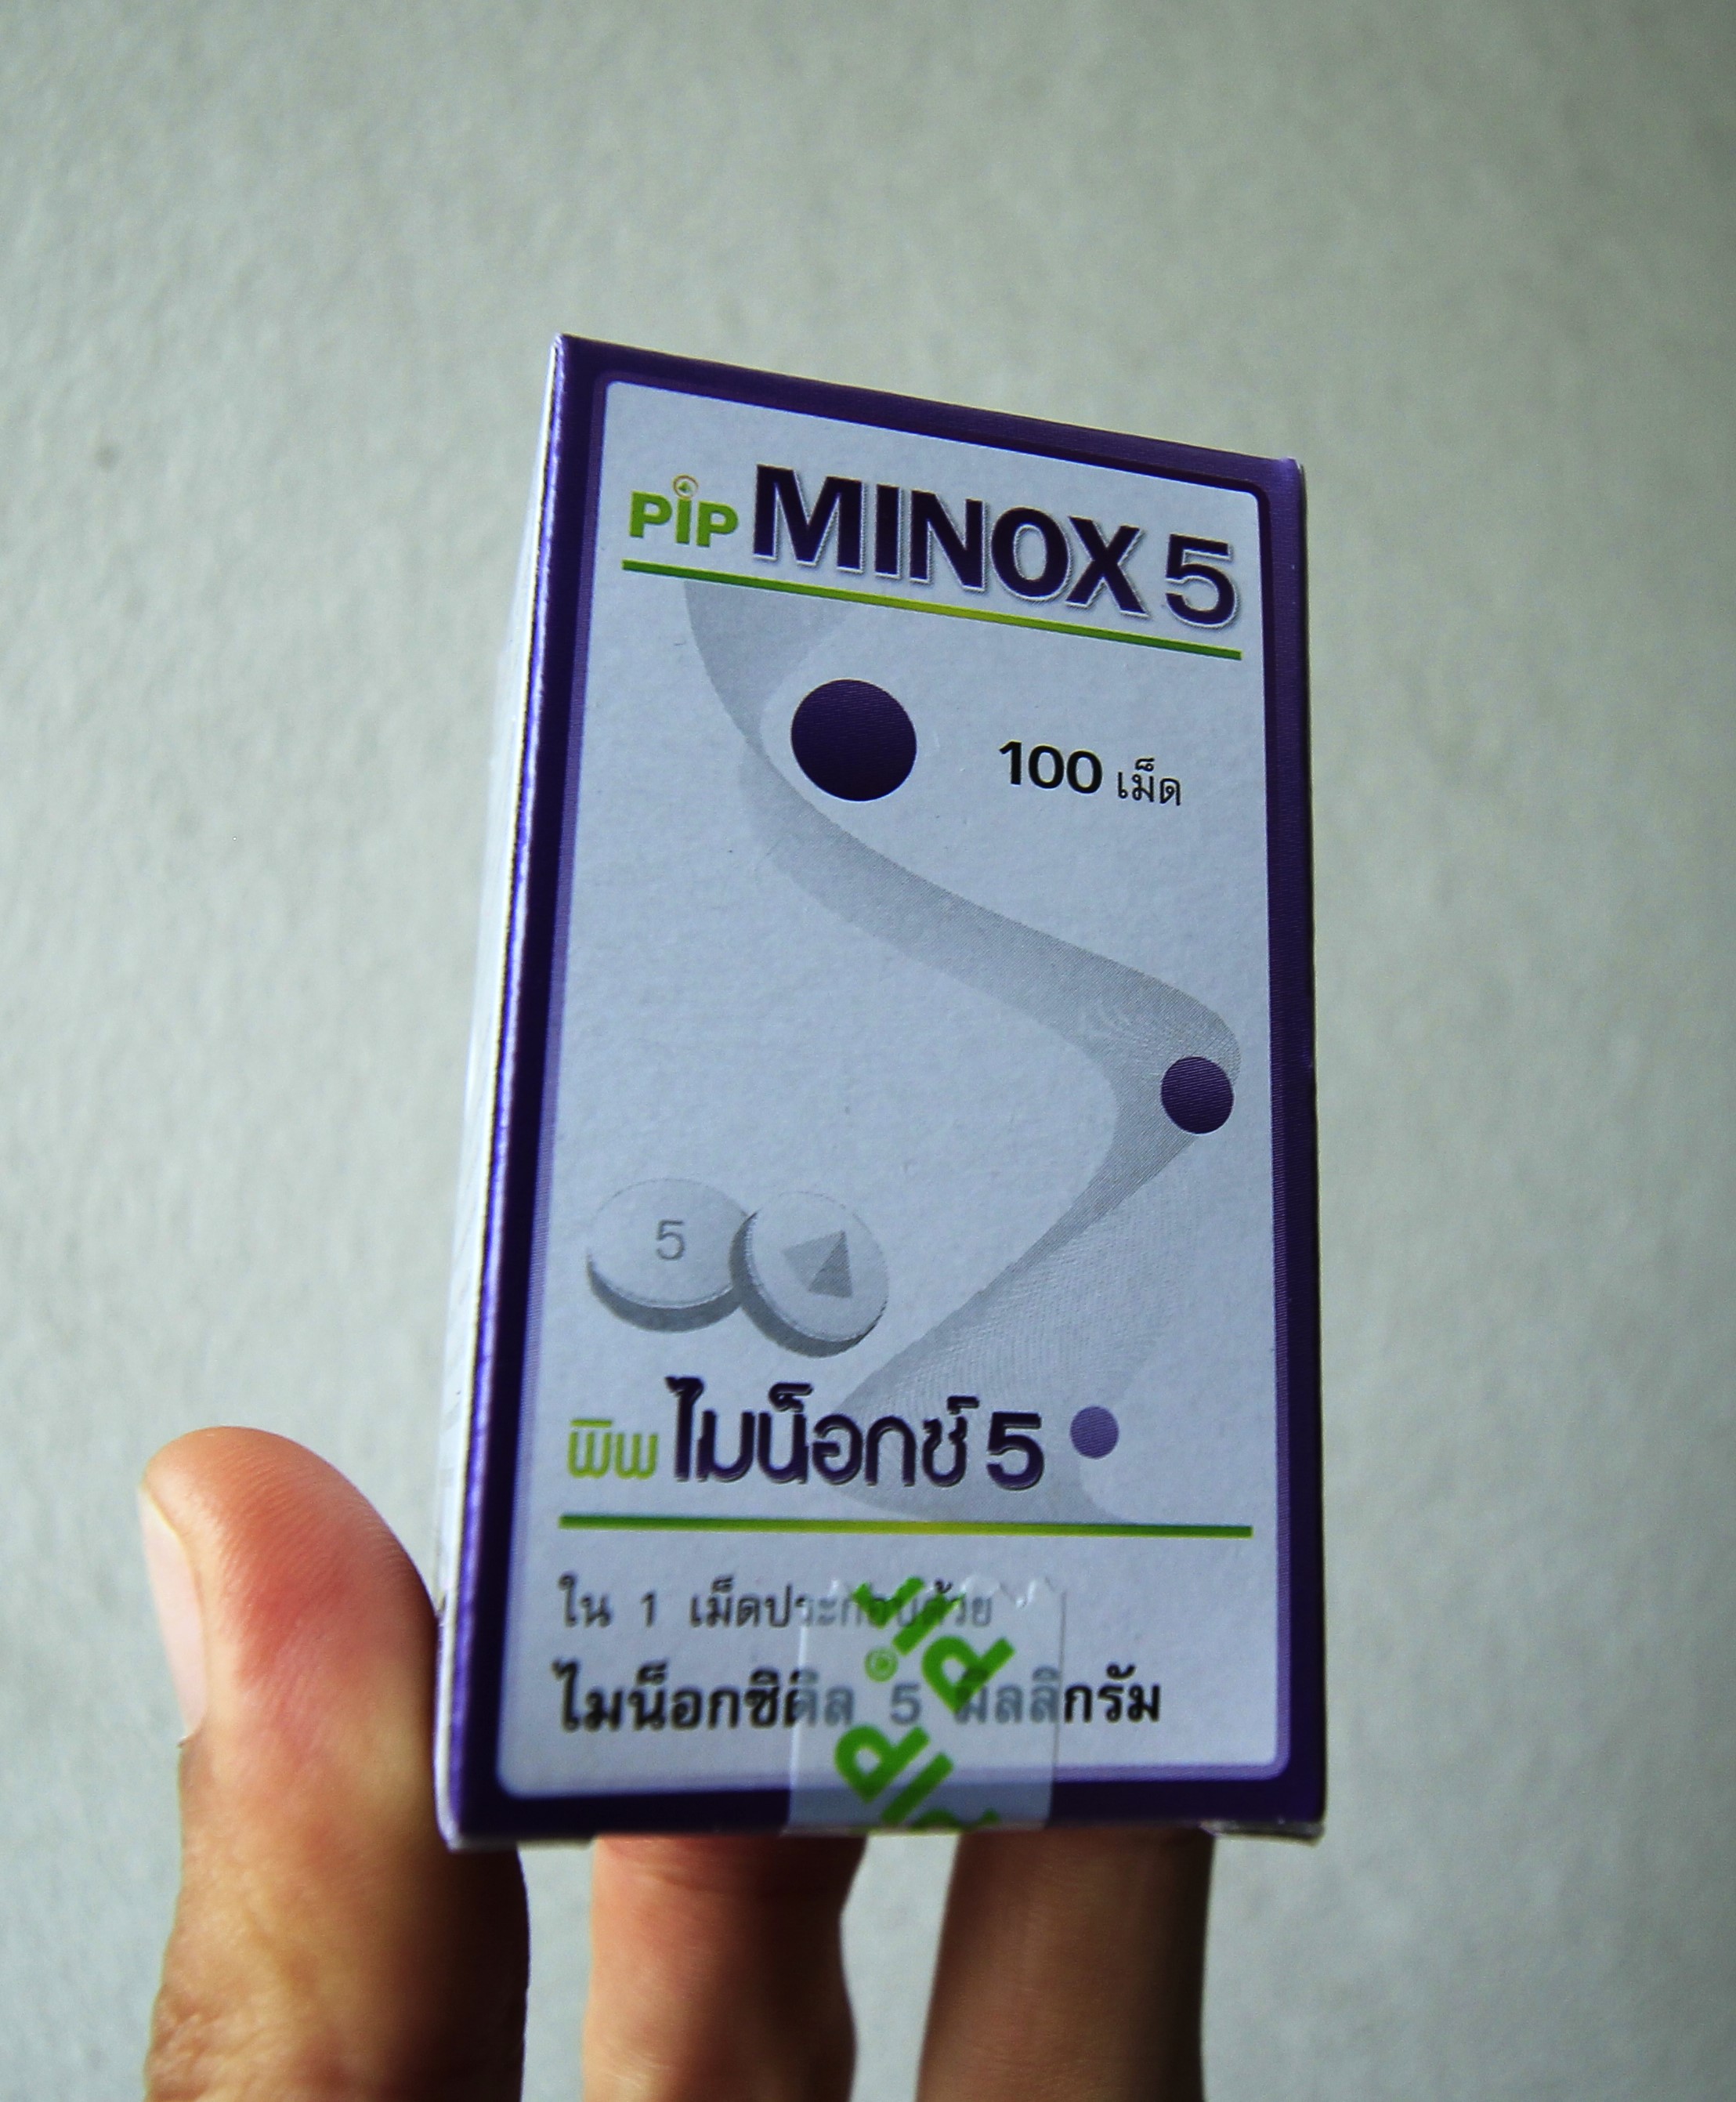 PiP MINOX 5
100 เม็ด
5
พิพ ไมน็อกซ์ 5
ใน 1 เม็ดประกอบด้วย
ไมน็อกซิดิล 5 มิลลิกรัม
PiP
PiP